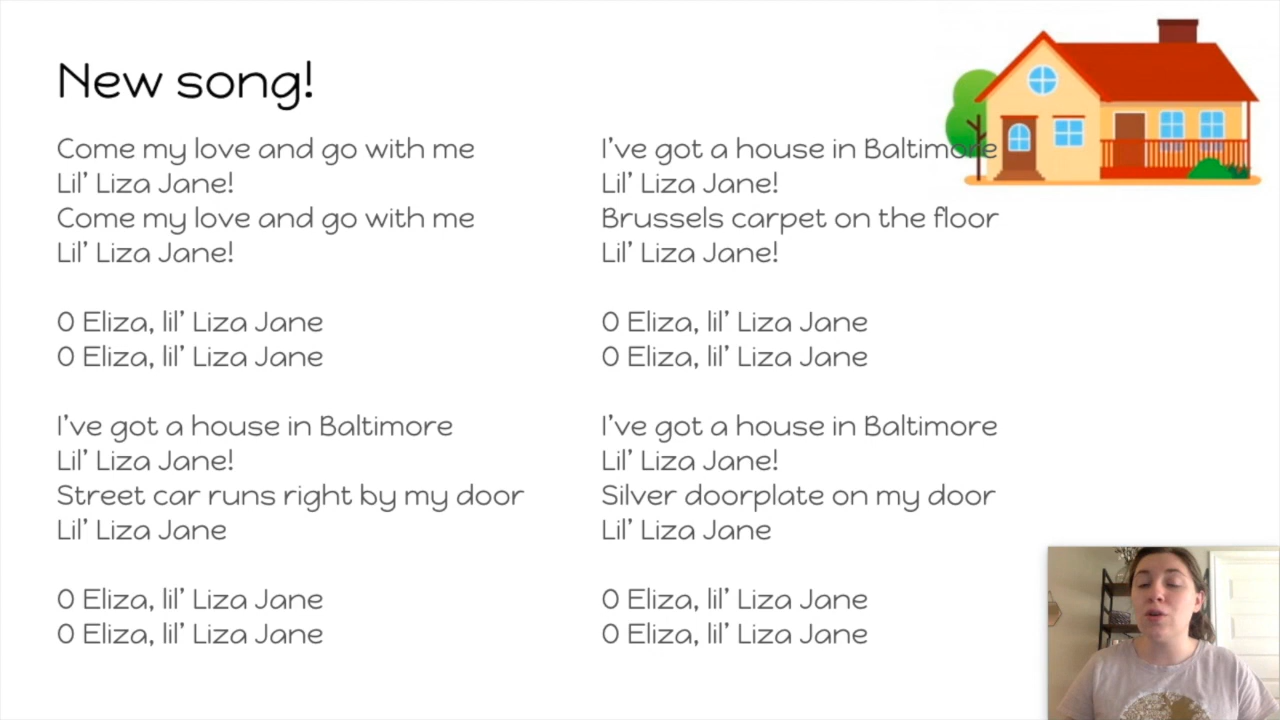 New song!
Come my love and go with me
Lil' Liza Jane!
Come my love and go with me
Lil' Liza Jane!
O Eliza, lil' Liza Jane
O Eliza, lil' Liza Jane
I've got a house in Baltimore
Lil' Liza Jane!
Street car runs right by my door
Lil' Liza Jane
O Eliza, lil' Liza Jane
O Eliza, lil' Liza Jane
I've got a house in Baltimore
Lil' Liza Jane!
Brussels carpet on the floor
Lil' Liza Jane!
O Eliza, lil' Liza Jane
O Eliza, lil' Liza Jane
I've got a house in Baltimore
Lil' Liza Jane!
Silver doorplate on my door
Lil' Liza Jane
O Eliza, lil' Liza Jane
O Eliza, lil' Liza Jane